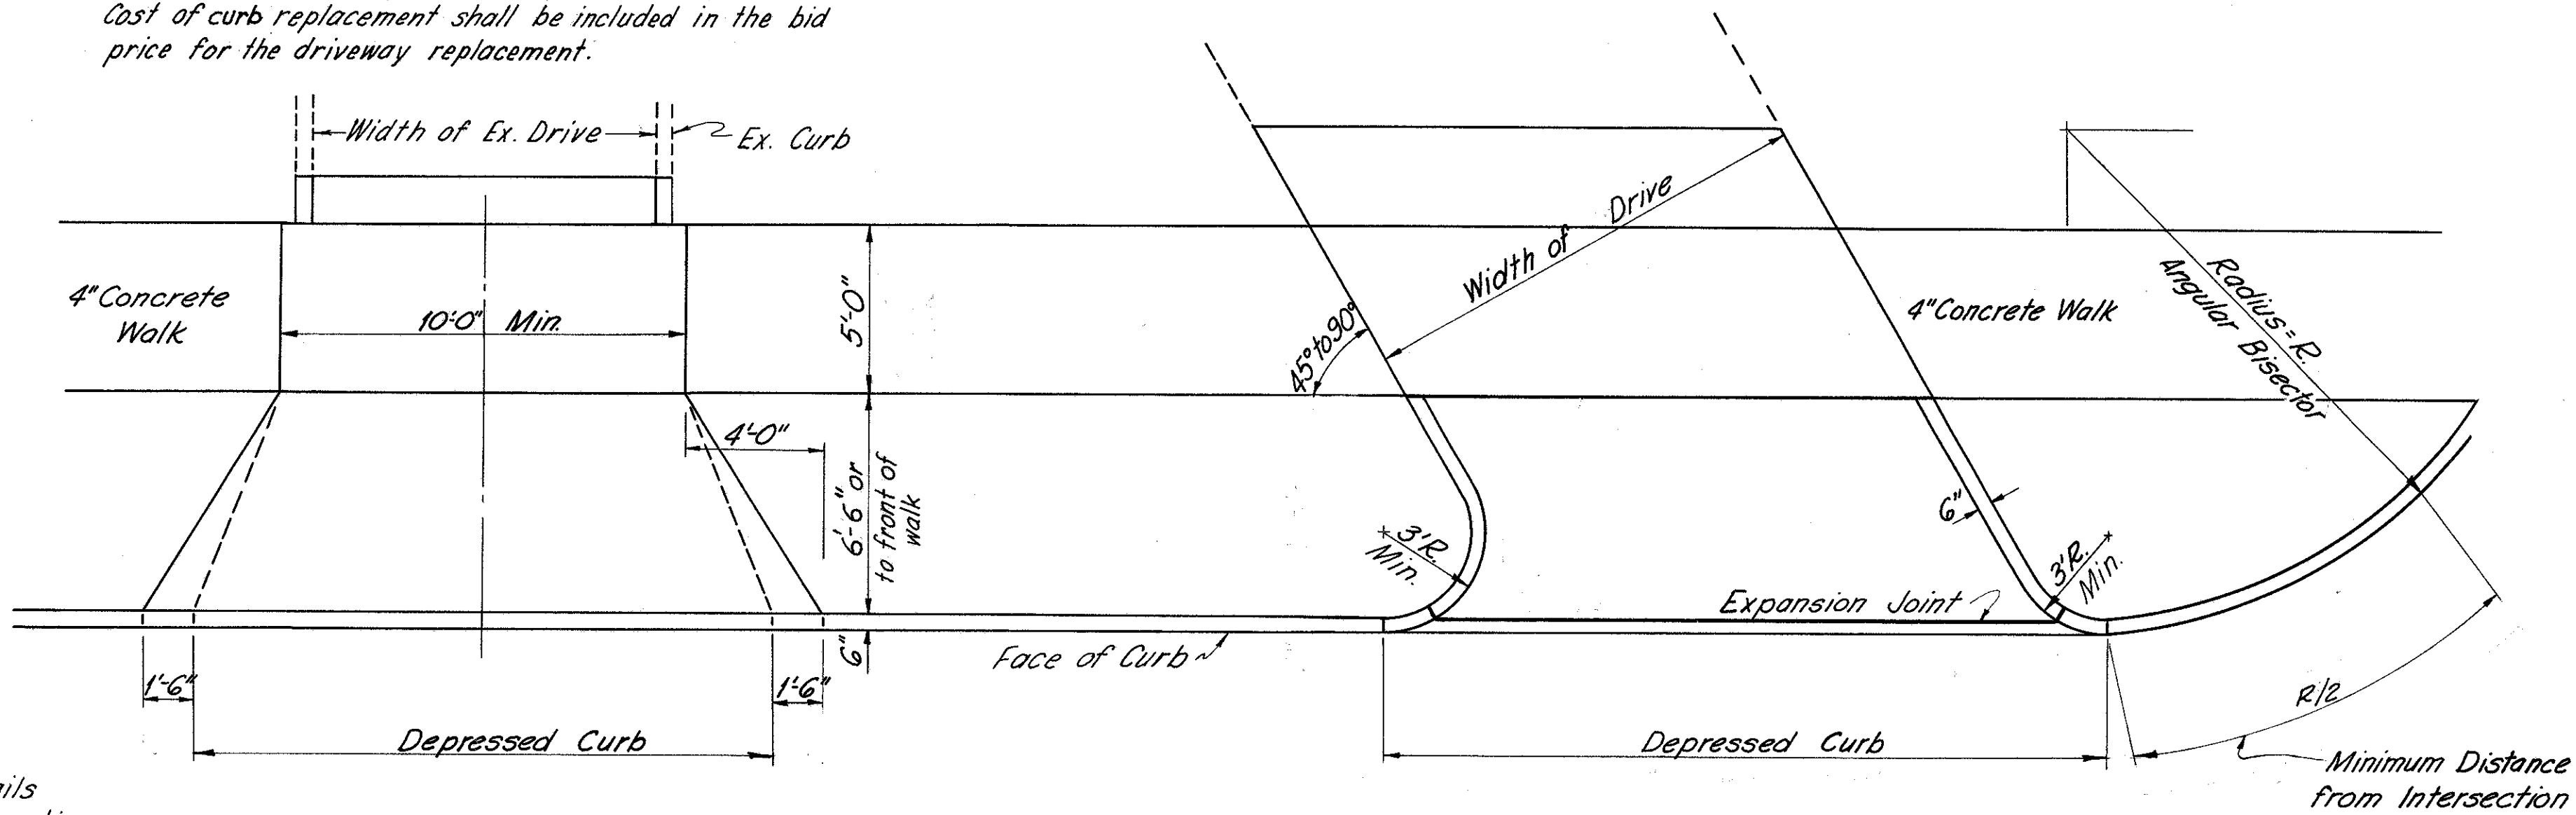 Cost of curb replacement shall be included in the bid
price for the driveway replacement.
Width of Ex. Drive
Ex. Curb
4" Concrete
Walk
10'-0" Min.
5'-0"
4'-0"
6'-6" or
to front of
walk
6"
1'-6"
1'-6"
Depressed Curb
Face of Curb
45° to 90°
Width of Drive
3'R.
Min.
Expansion Joint
6"
3'R.
Min.
4" Concrete Walk
Radius = R.
Angular Bisector
R/2
Depressed Curb
Minimum Distance
from Intersection
ils